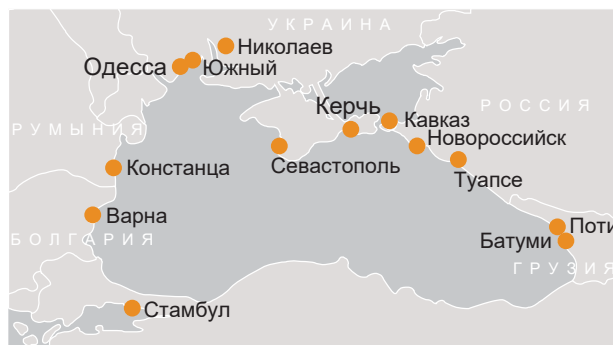 УКРАИНА
Николаев
Одесса
Южный
Керчь
Кавказ
РОССИЯ
РУМЫНИЯ
Новороссийск
Констанца
Севастополь
Туапсе
Варна
Поти
БОЛГАРИЯ
Батуми
ГРУЗИЯ
Стамбул